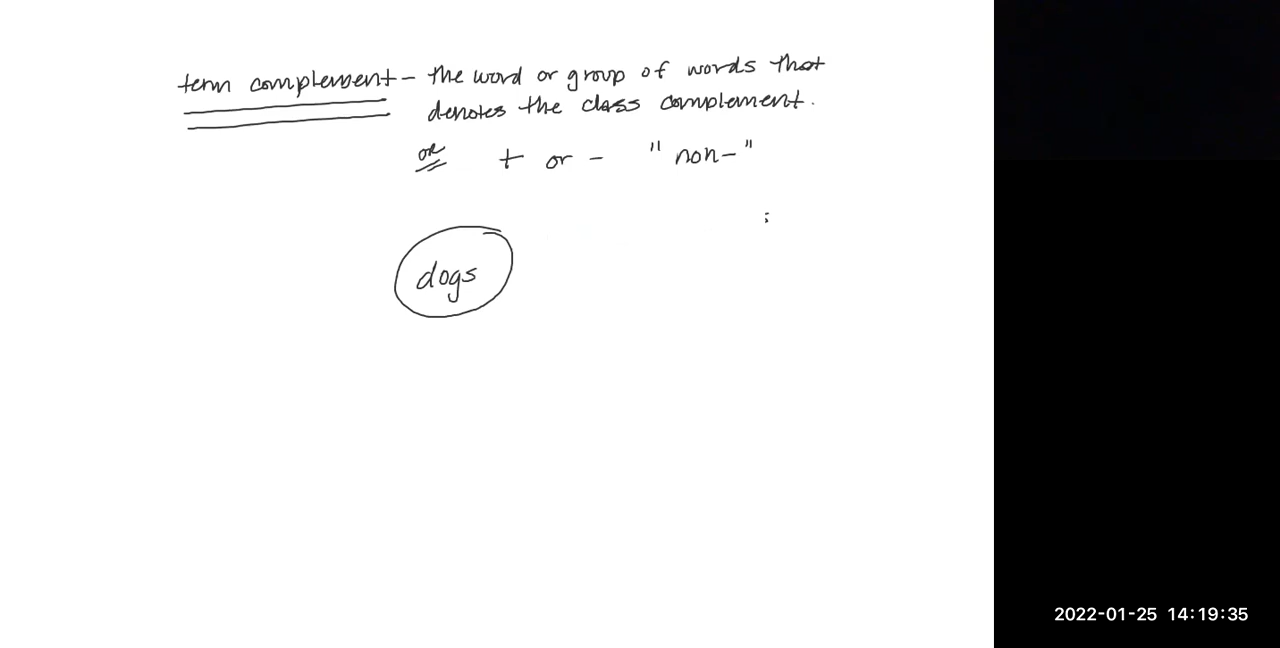 term complement - the word or group of words that
denotes the class complement.
OR + or - "non-"
dogs
2022-01-25 14:19:35